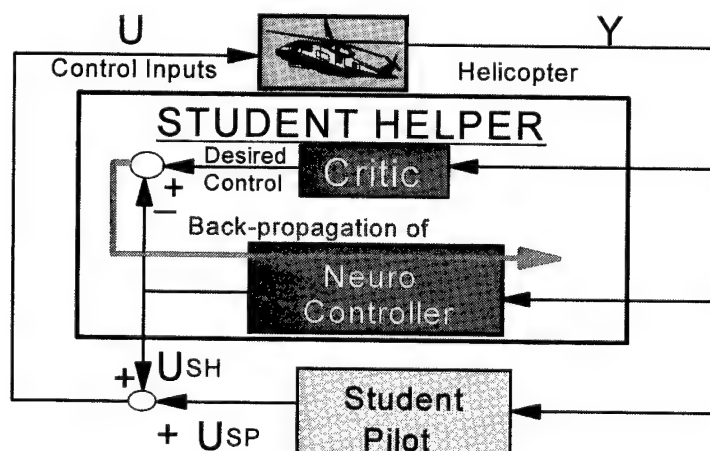 U
Y
Control Inputs
Helicopter
STUDENT HELPER
Desired
Control
Critic
+
−
Back-propagation of
Neuro
Controller
+
USH
+ USP
Student
Pilot